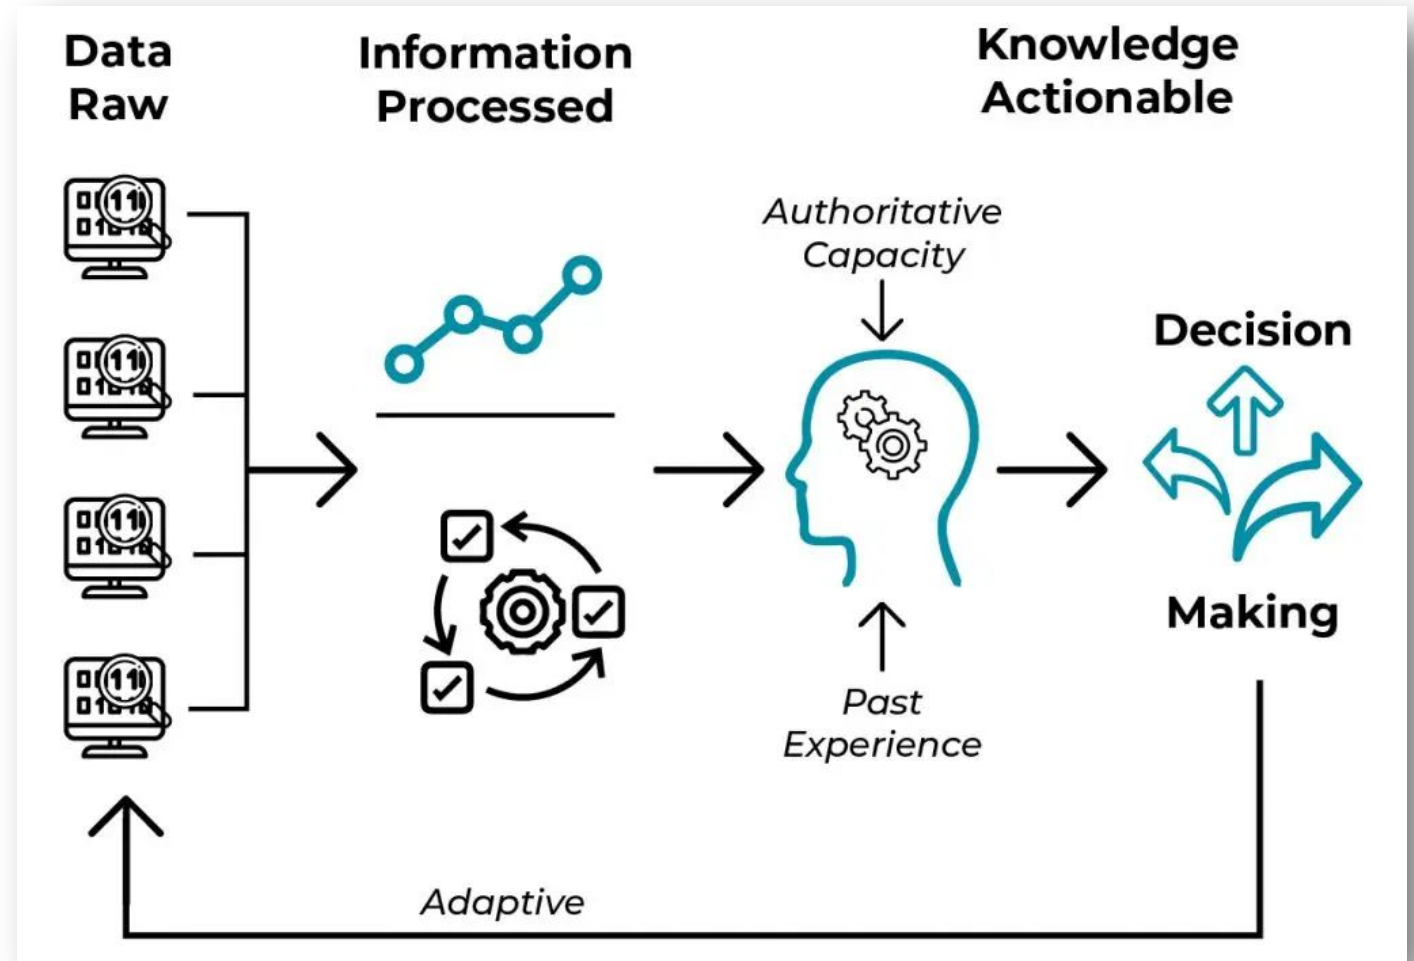 Data
Raw
Information
Processed
Knowledge
Actionable
Authoritative
Capacity
Past
Experience
Decision
Making
Adaptive